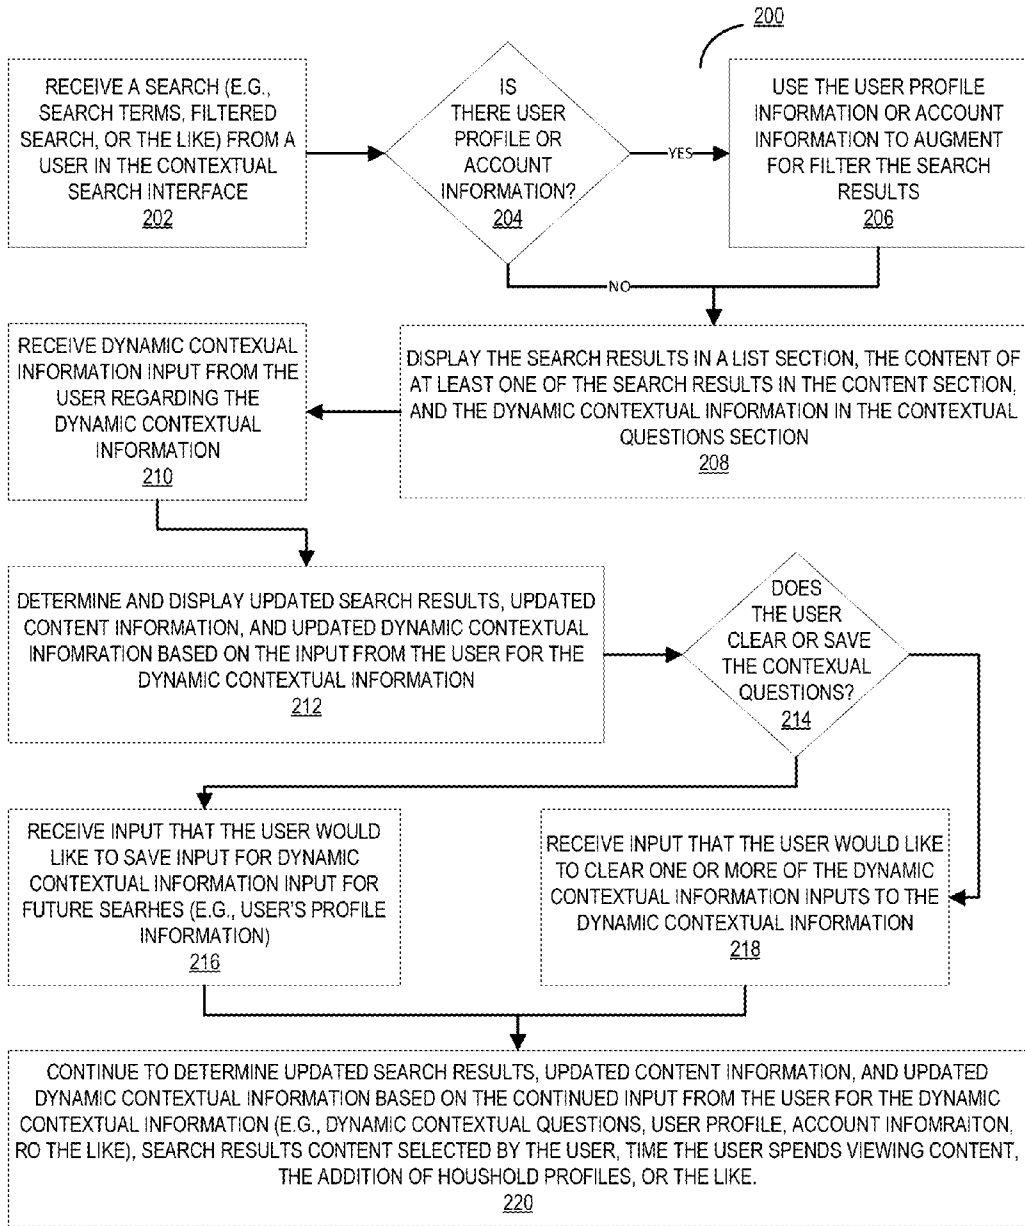 200
RECEIVE A SEARCH (E.G.,
SEARCH TERMS, FILTERED
SEARCH, OR THE LIKE) FROM A
USER IN THE CONTEXTUAL
SEARCH INTERFACE
202
IS
THERE USER
PROFILE OR
ACCOUNT
INFORMATION?
204
YES
USE THE USER PROFILE
INFORMATION OR ACCOUNT
INFORMATION TO AUGMENT
FOR FILTER THE SEARCH
RESULTS
206
NO
DISPLAY THE SEARCH RESULTS IN A LIST SECTION, THE CONTENT OF
AT LEAST ONE OF THE SEARCH RESULTS IN THE CONTENT SECTION,
AND THE DYNAMIC CONTEXTUAL INFORMATION IN THE CONTEXTUAL
QUESTIONS SECTION
208
RECEIVE DYNAMIC CONTEXUAL
INFORMATION INPUT FROM THE
USER REGARDING THE
DYNAMIC CONTEXTUAL
INFORMATION
210
DETERMINE AND DISPLAY UPDATED SEARCH RESULTS, UPDATED
CONTENT INFORMATION, AND UPDATED DYNAMIC CONTEXTUAL
INFOMRATION BASED ON THE INPUT FROM THE USER FOR THE
DYNAMIC CONTEXTUAL INFORMATION
212
DOES
THE USER
CLEAR OR SAVE
THE CONTEXUAL
QUESTIONS?
214
RECEIVE INPUT THAT THE USER WOULD
LIKE TO SAVE INPUT FOR DYNAMIC
CONTEXTUAL INFORMATION INPUT FOR
FUTURE SEARHES (E.G., USER'S PROFILE
INFORMATION)
216
RECEIVE INPUT THAT THE USER WOULD LIKE
TO CLEAR ONE OR MORE OF THE DYNAMIC
CONTEXTUAL INFORMATION INPUTS TO THE
DYNAMIC CONTEXTUAL INFORMATION
218
CONTINUE TO DETERMINE UPDATED SEARCH RESULTS, UPDATED CONTENT INFORMATION, AND UPDATED
DYNAMIC CONTEXTUAL INFORMATION BASED ON THE CONTINUED INPUT FROM THE USER FOR THE DYNAMIC
CONTEXTUAL INFORMATION (E.G., DYNAMIC CONTEXTUAL QUESTIONS, USER PROFILE, ACCOUNT INFOMRAITON,
RO THE LIKE), SEARCH RESULTS CONTENT SELECTED BY THE USER, TIME THE USER SPENDS VIEWING CONTENT,
THE ADDITION OF HOUSHOLD PROFILES, OR THE LIKE.
220